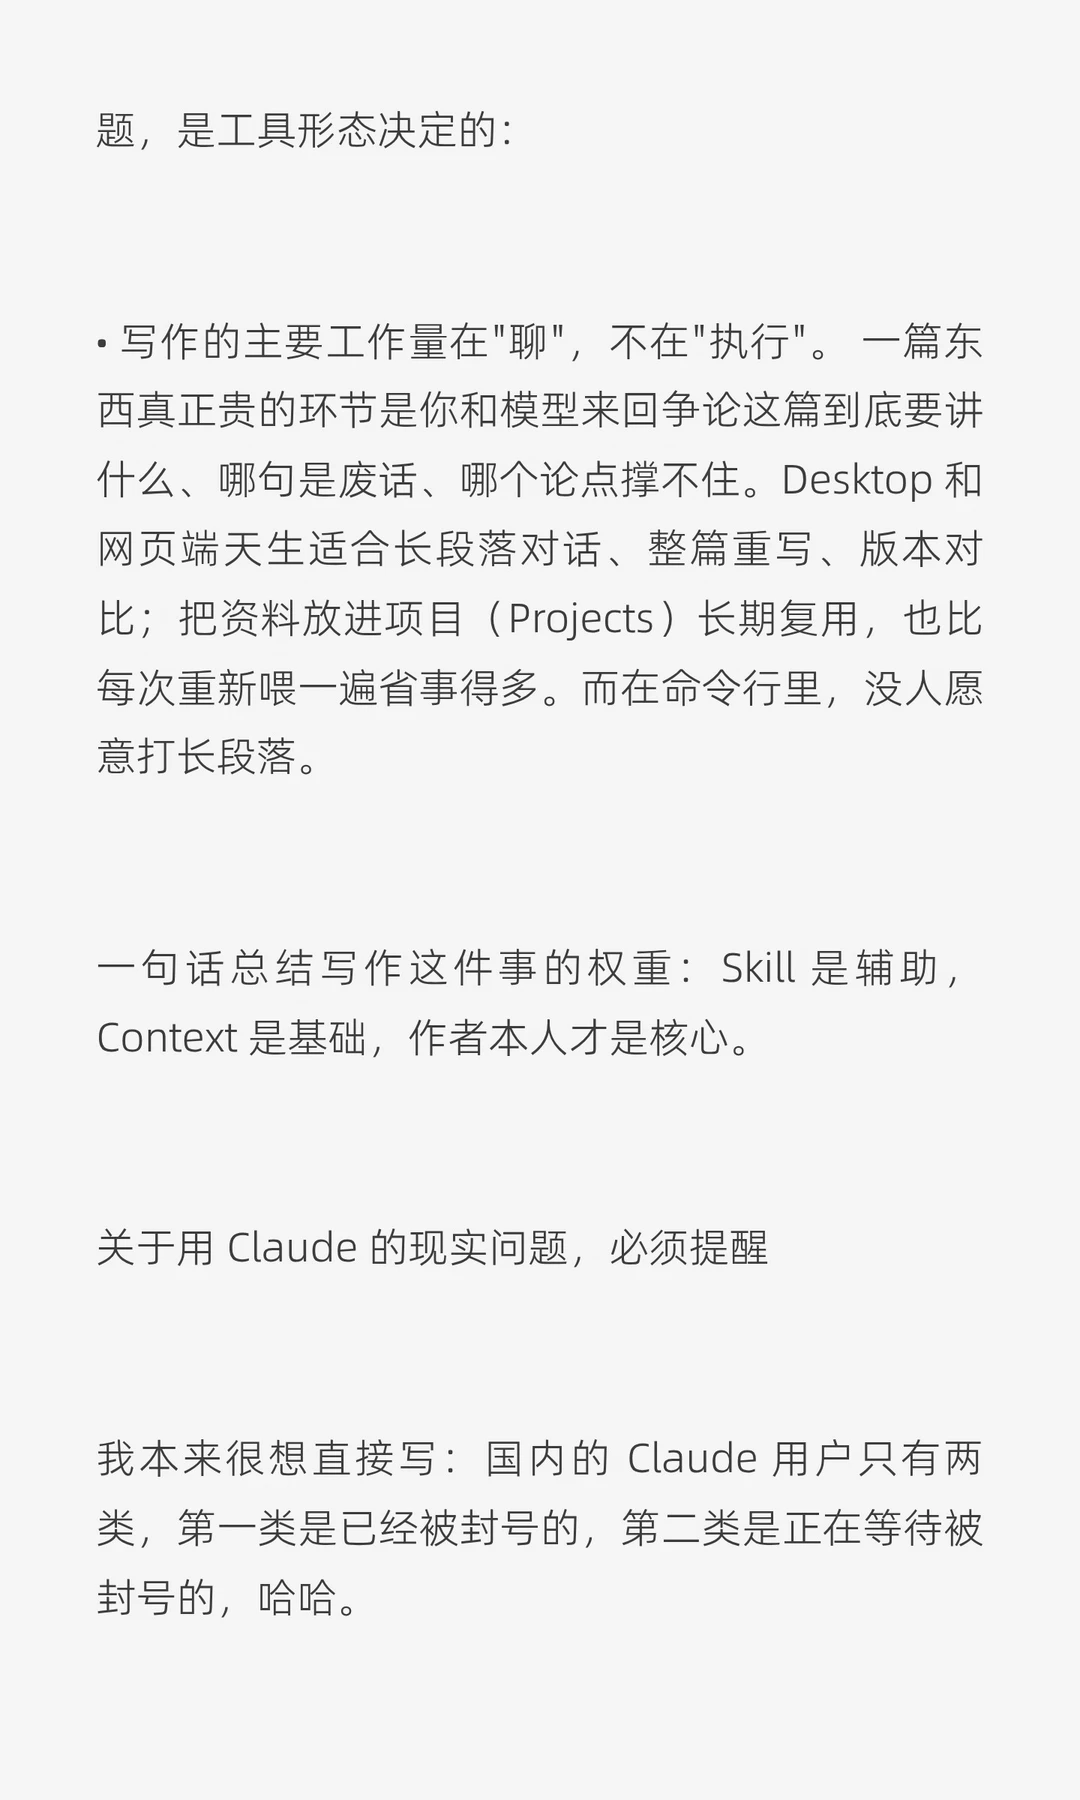 题，是工具形态决定的：
• 写作的主要工作量在"聊"，不在"执行"。 一篇东
西真正贵的环节是你和模型来回争论这篇到底要讲
什么、哪句是废话、哪个论点撑不住。Desktop 和
网页端天生适合长段落对话、整篇重写、版本对
比；把资料放进项目（Projects）长期复用，也比
每次重新喂一遍省事得多。而在命令行里，没人愿
意打长段落。
一句话总结写作这件事的权重：Skill 是辅助，
Context 是基础，作者本人才是核心。
关于用 Claude 的现实问题，必须提醒
我本来很想直接写：国内的 Claude 用户只有两
类，第一类是已经被封号的，第二类是正在等待被
封号的，哈哈。